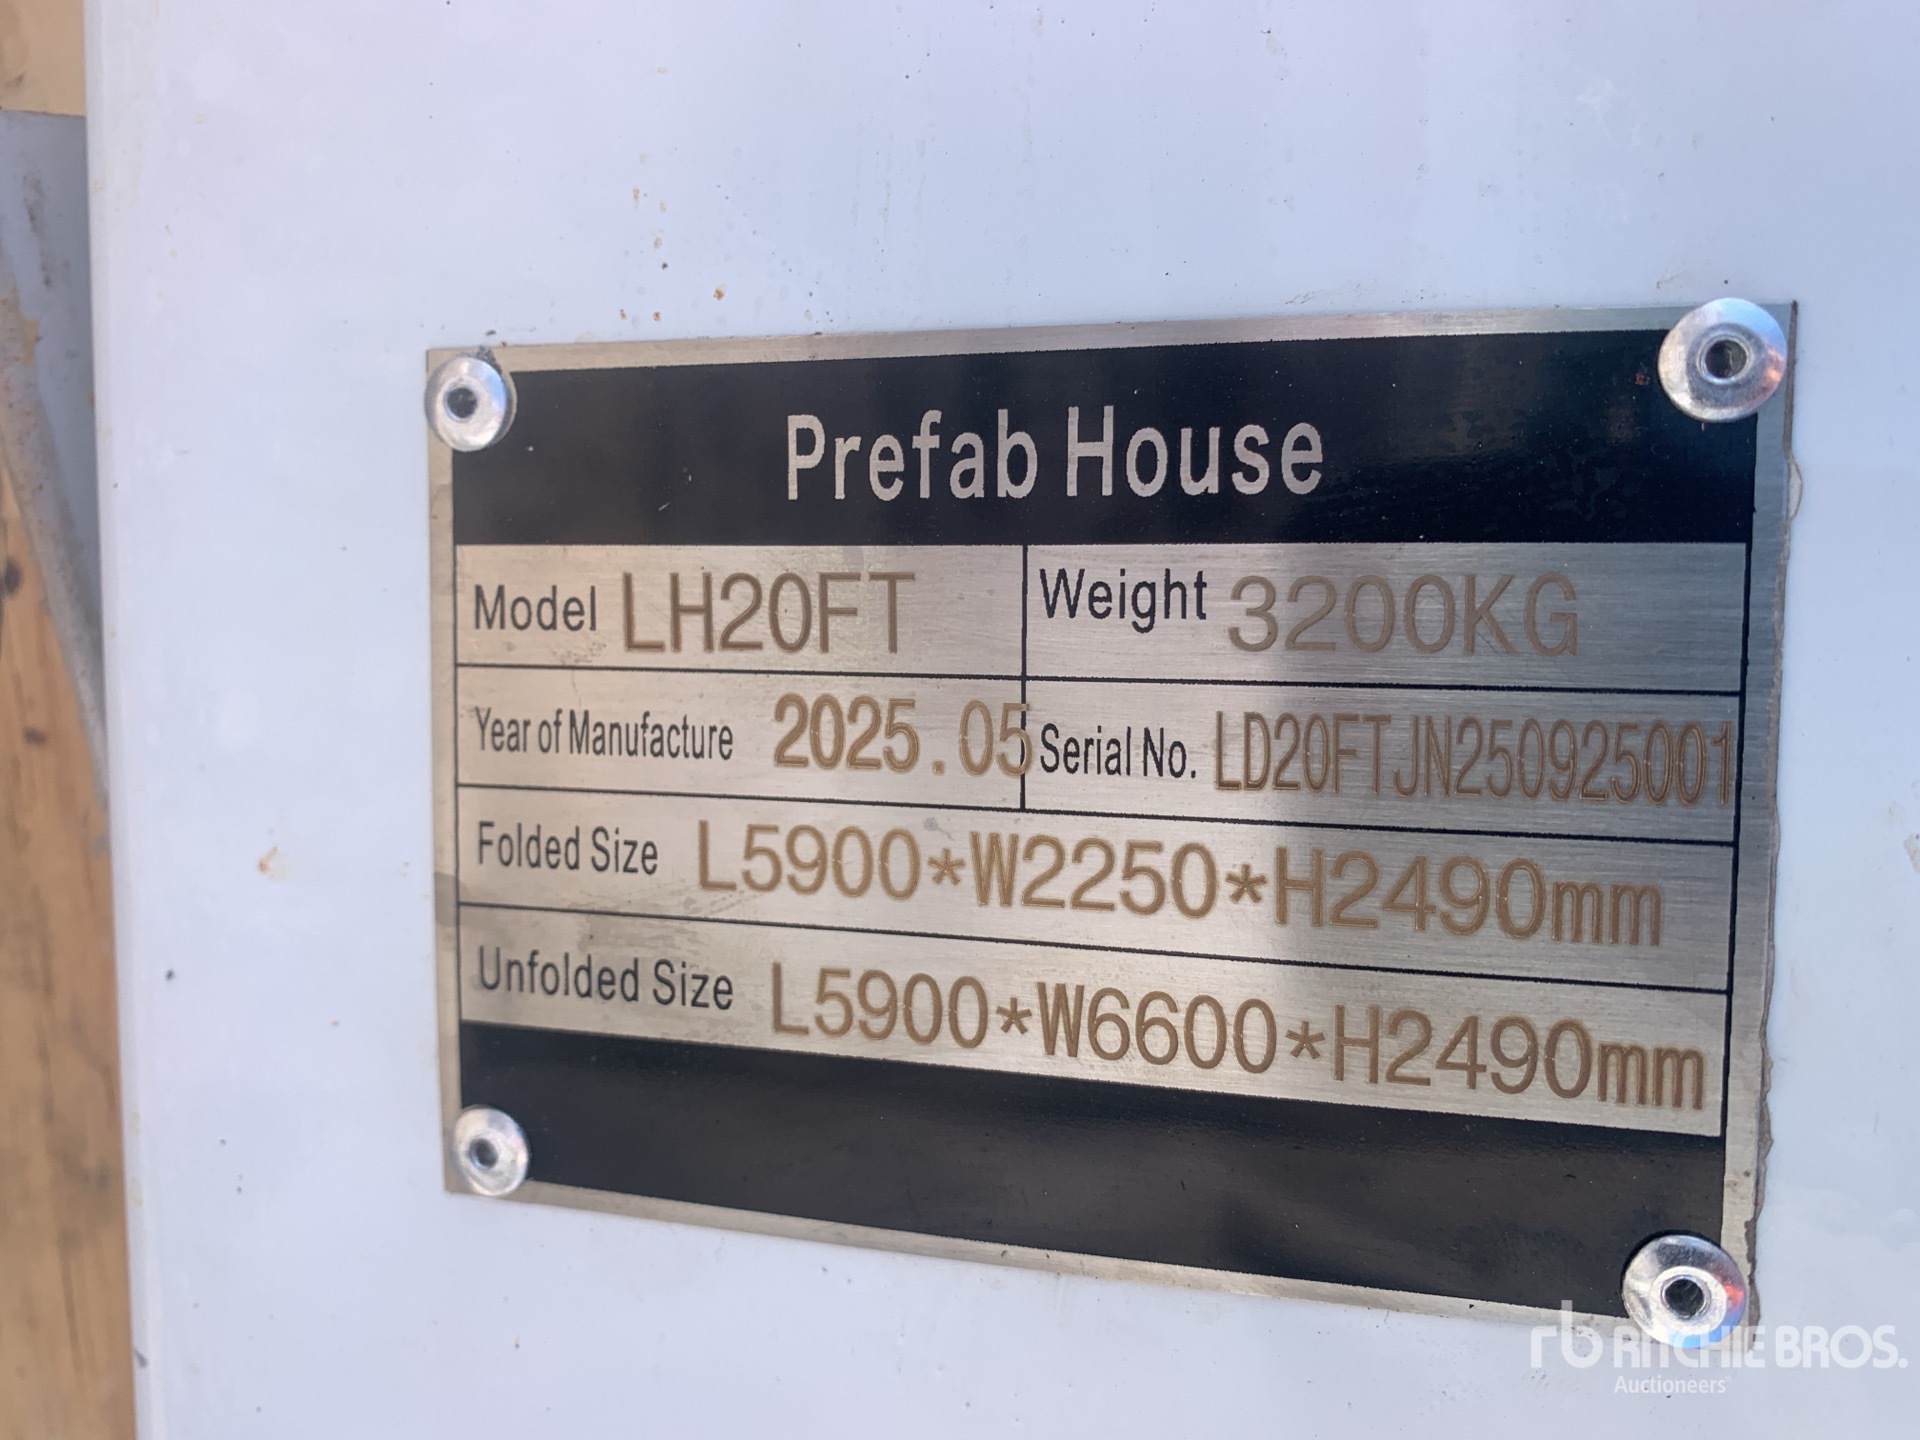 Prefab House
Model LH20FT Weight 3200KG
Year of Manufacture 2025.05 Serial No. LD20FTJN250925001
Folded Size L5900*W2250*H2490mm
Unfolded Size L5900*W6600*H2490mm
rb RITCHIE BROS.
Auctioneers